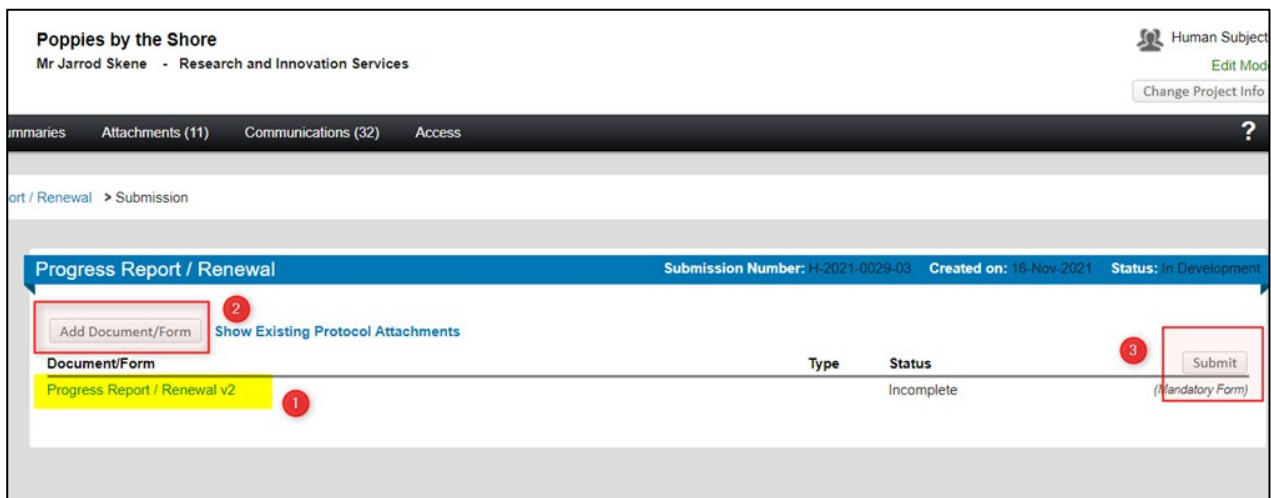 Poppies by the Shore
Human Subject
Mr Jarrod Skene - Research and Innovation Services
Edit Mod
Change Project Info
ummaries Attachments (11) Communications (32) Access ?
ort / Renewal > Submission
Progress Report / Renewal Submission Number: H-2021-0029-03 Created on: 16-Nov-2021 Status: In Development
2
Add Document/Form Show Existing Protocol Attachments
3
Document/Form Type Status Submit
Progress Report / Renewal v2 Incomplete (Mandatory Form)
1